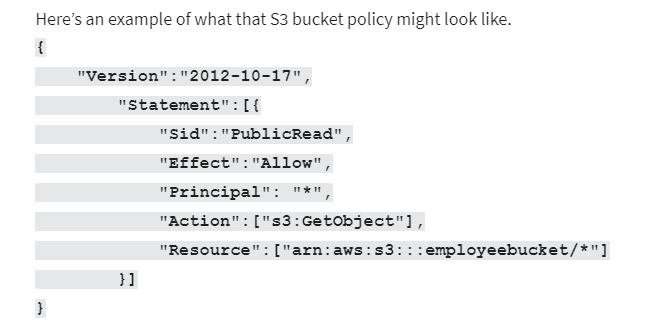 Here’s an example of what that S3 bucket policy might look like.
{
"Version":"2012-10-17",
"Statement":[{
"Sid":"PublicRead",
"Effect":"Allow",
"Principal": "*",
"Action":["s3:GetObject"],
"Resource":["arn:aws:s3:::employeebucket/*"]
}]
}